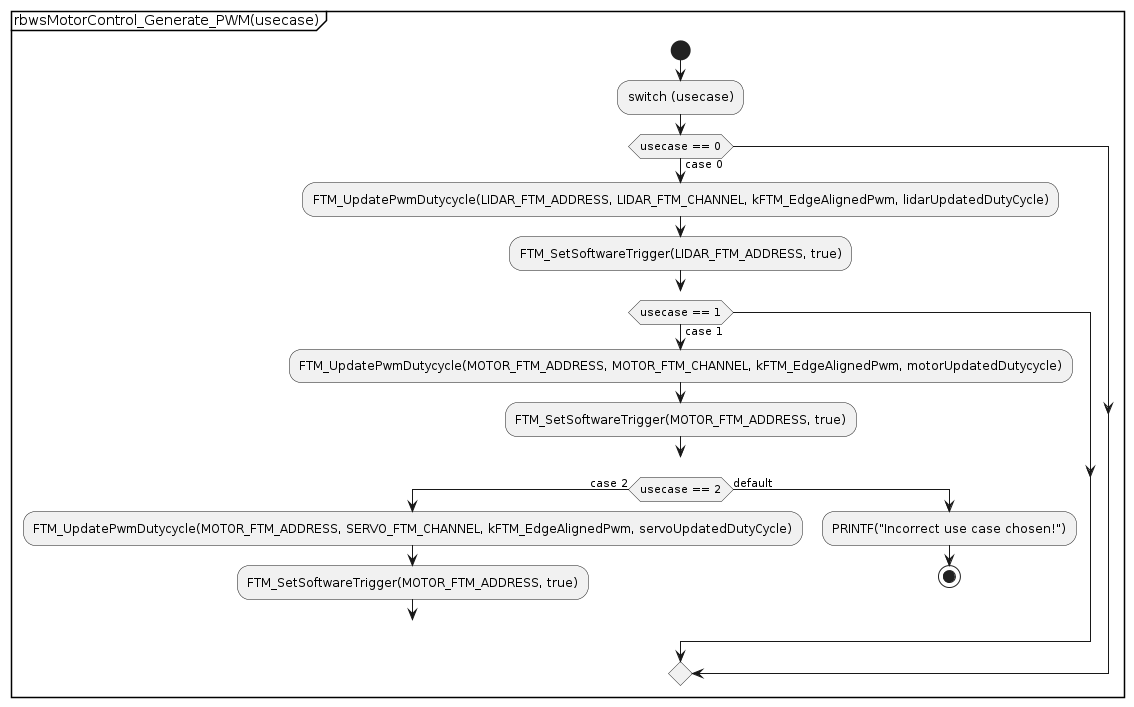 rbwsMotorControl_Generate_PWM(usecase)
switch (usecase)
usecase == 0
case 0
FTM_UpdatePwmDutycycle(LIDAR_FTM_ADDRESS, LIDAR_FTM_CHANNEL, kFTM_EdgeAlignedPwm, lidarUpdatedDutyCycle)
FTM_SetSoftwareTrigger(LIDAR_FTM_ADDRESS, true)
usecase == 1
case 1
FTM_UpdatePwmDutycycle(MOTOR_FTM_ADDRESS, MOTOR_FTM_CHANNEL, kFTM_EdgeAlignedPwm, motorUpdatedDutycycle)
FTM_SetSoftwareTrigger(MOTOR_FTM_ADDRESS, true)
case 2
usecase == 2
default
FTM_UpdatePwmDutycycle(MOTOR_FTM_ADDRESS, SERVO_FTM_CHANNEL, kFTM_EdgeAlignedPwm, servoUpdatedDutyCycle)
PRINTF("Incorrect use case chosen!")
FTM_SetSoftwareTrigger(MOTOR_FTM_ADDRESS, true)